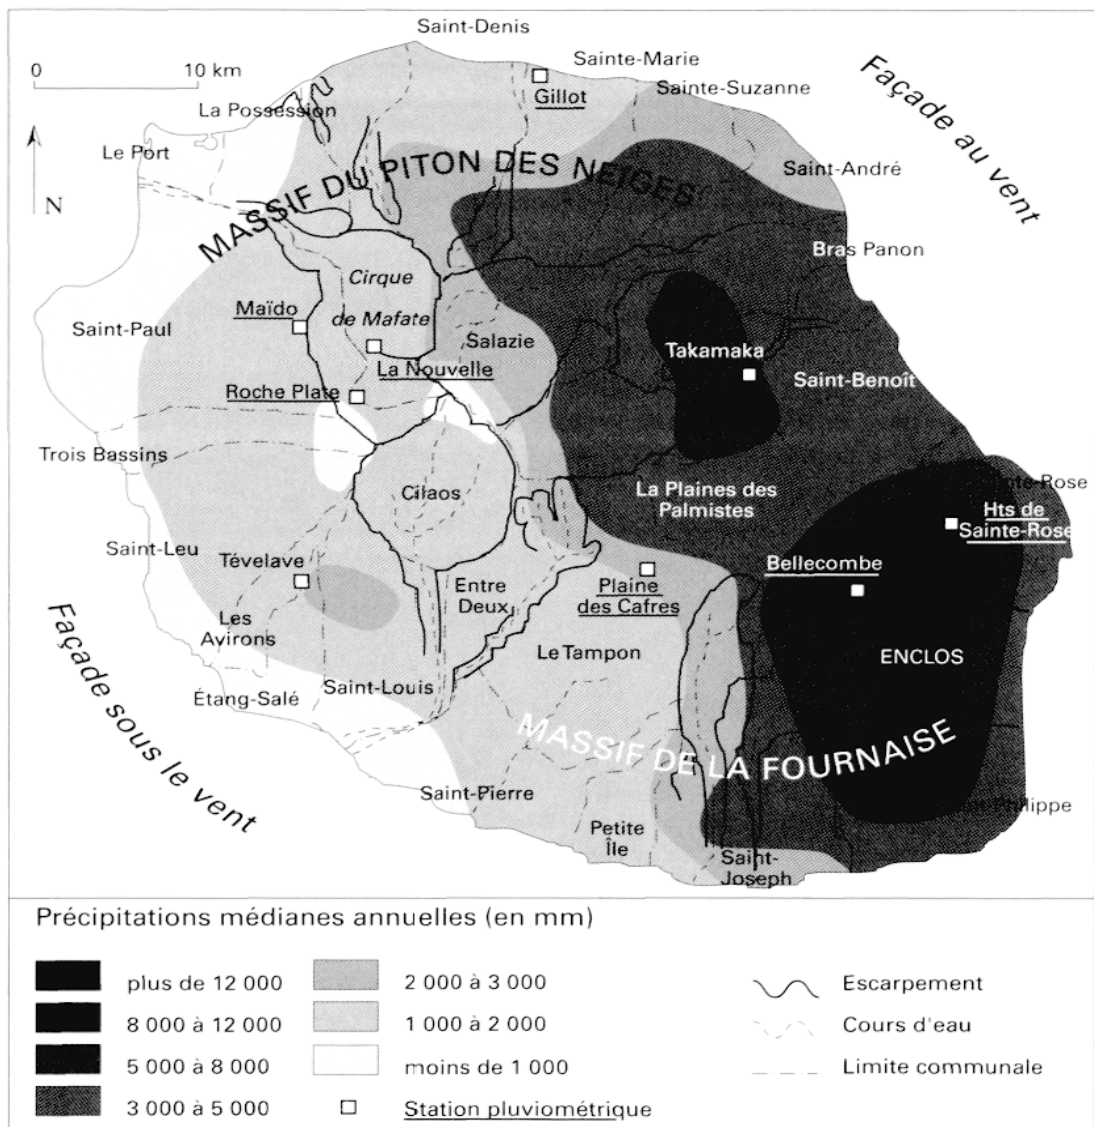 Saint-Denis
0 10 km
Sainte-Marie
Gillot
Sainte-Suzanne
Façade au vent
La Possession
Le Port
N
Saint-André
MASSIF DU PITON DES NEIGES
Bras Panon
Cirque
de Mafate
Maïdo
Saint-Paul
Salazie
Takamaka
La Nouvelle
Saint-Benoît
Roche Plate
Trois Bassins
Cilaos
La Plaines des
Palmistes
Hts de
Sainte-Rose
Saint-Leu
Tévelave
Bellecombe
Entre
Deux
Plaine
des Cafres
Les
Avirons
Le Tampon
ENCLOS
Façade sous le vent
Étang-Salé
Saint-Louis
MASSIF DE LA FOURNAISE
Saint-Pierre
Petite
Île
Saint-
Joseph
Philippe
Précipitations médianes annuelles (en mm)
plus de 12 000
8 000 à 12 000
5 000 à 8 000
3 000 à 5 000
2 000 à 3 000
1 000 à 2 000
moins de 1 000
Station pluviométrique
Escarpement
Cours d'eau
Limite communale